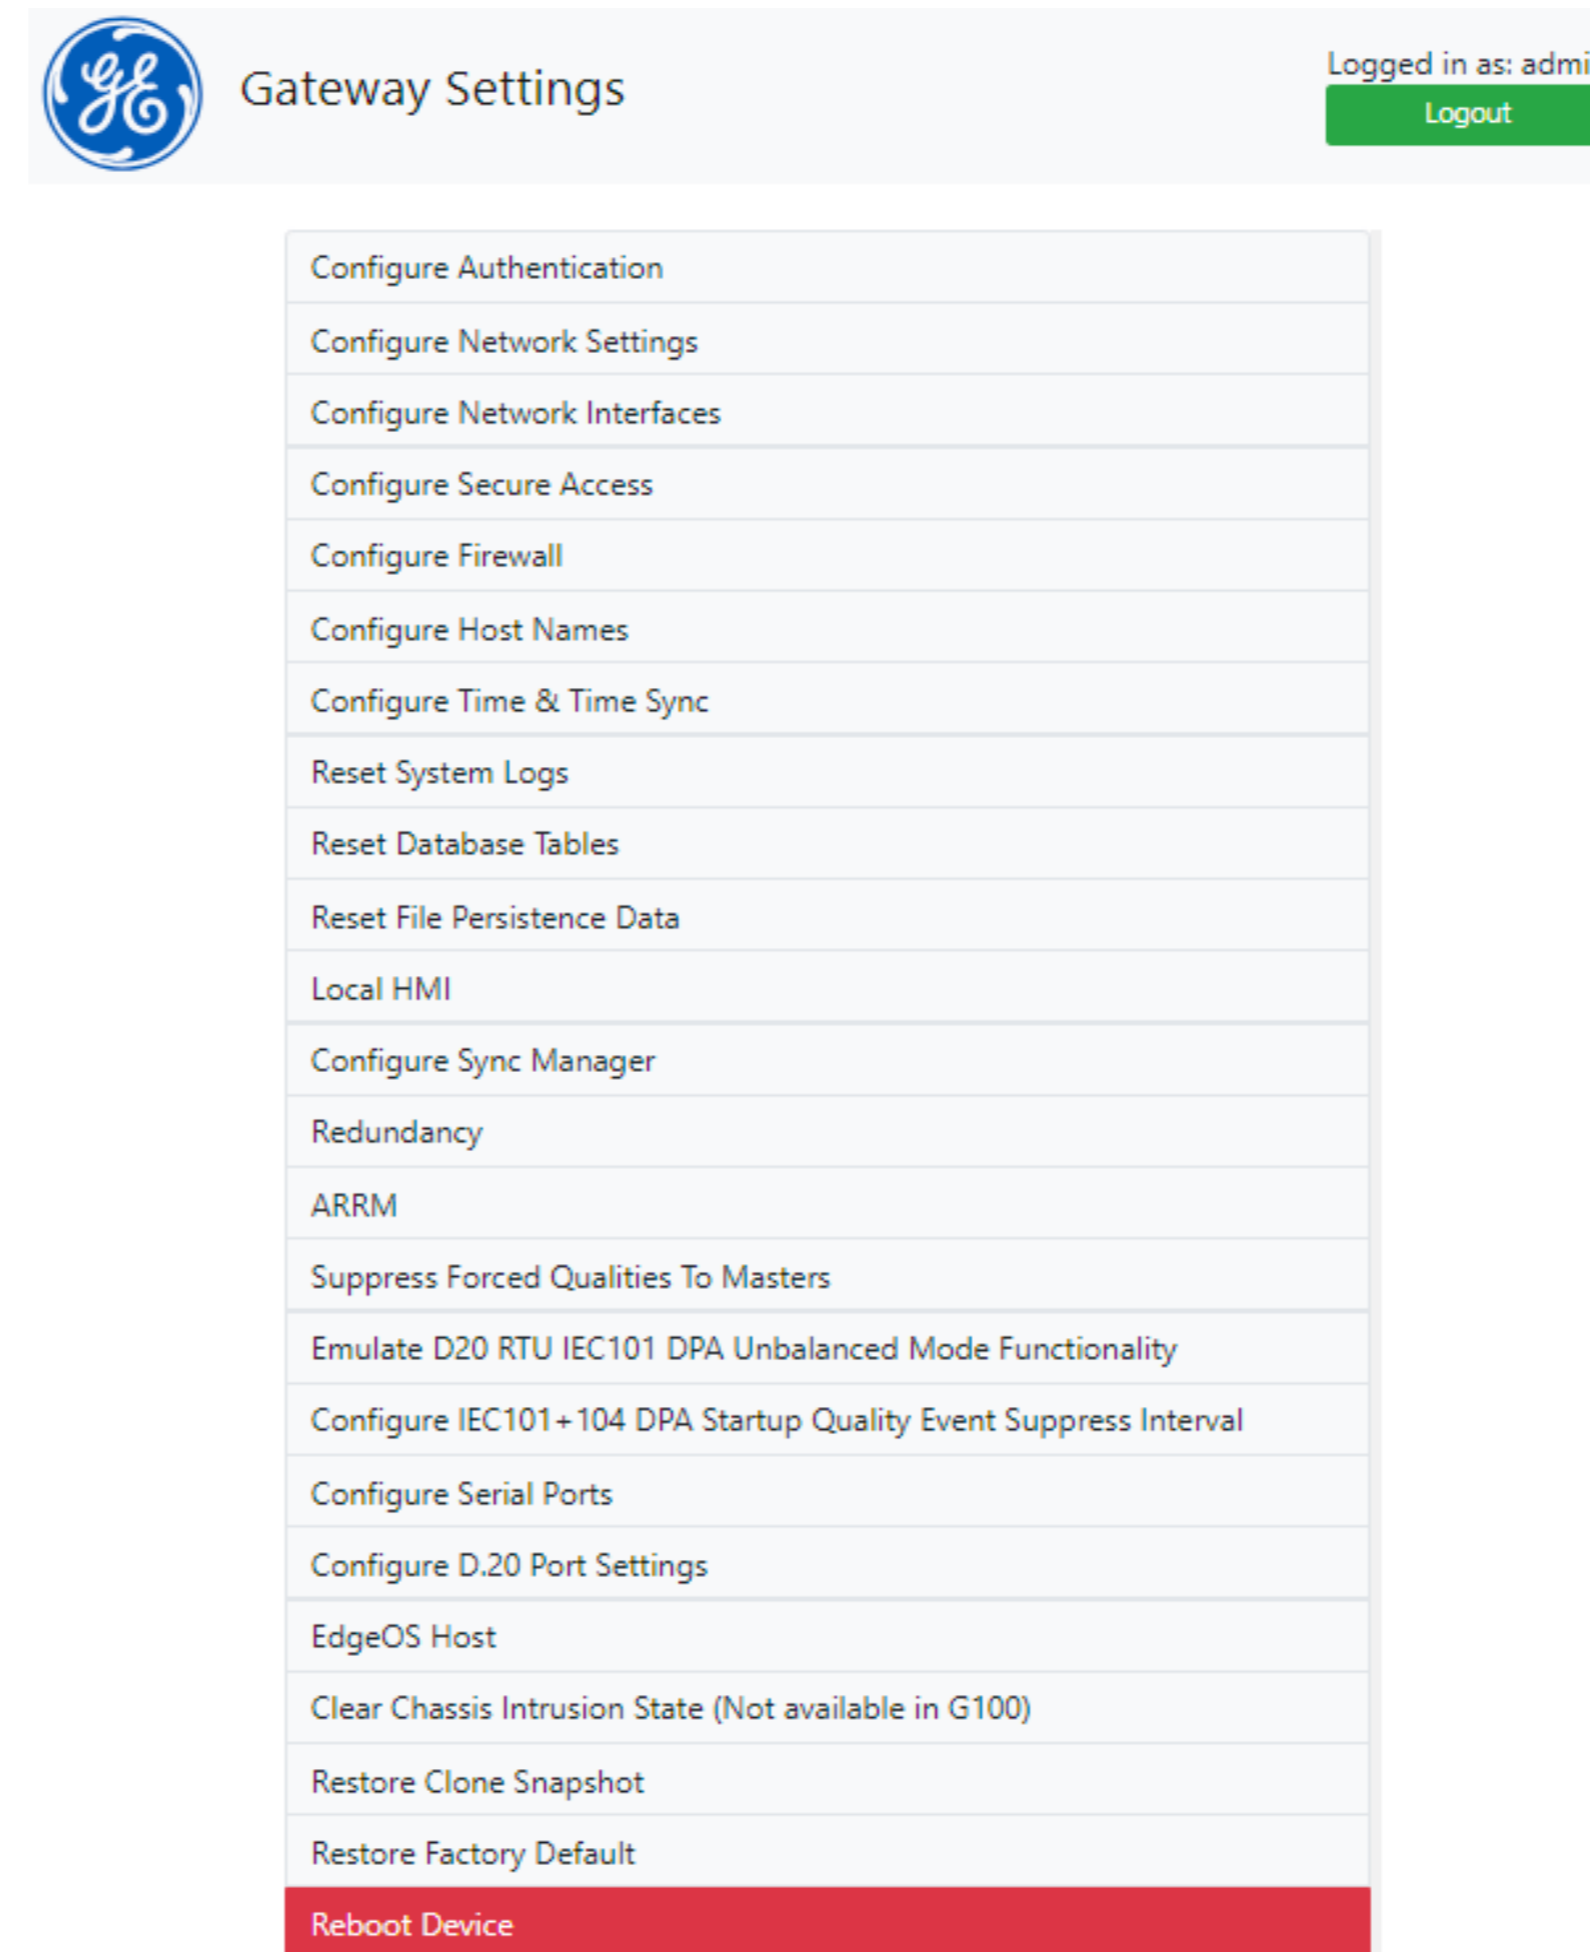 GE
Gateway Settings
Logged in as: admi
Logout
Configure Authentication
Configure Network Settings
Configure Network Interfaces
Configure Secure Access
Configure Firewall
Configure Host Names
Configure Time & Time Sync
Reset System Logs
Reset Database Tables
Reset File Persistence Data
Local HMI
Configure Sync Manager
Redundancy
ARRM
Suppress Forced Qualities To Masters
Emulate D20 RTU IEC101 DPA Unbalanced Mode Functionality
Configure IEC101+104 DPA Startup Quality Event Suppress Interval
Configure Serial Ports
Configure D.20 Port Settings
EdgeOS Host
Clear Chassis Intrusion State (Not available in G100)
Restore Clone Snapshot
Restore Factory Default
Reboot Device